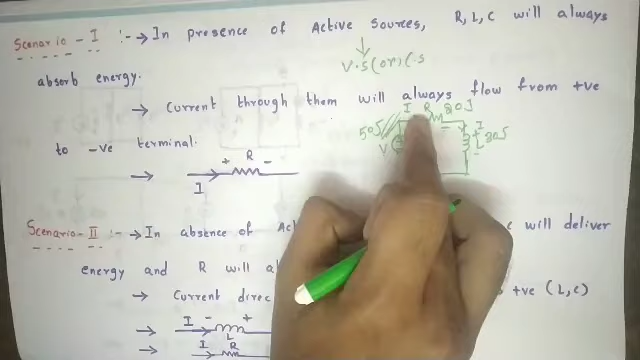 Scenario - I :- → In presence of Active Sources, R, L, C will always
V.S (or) C.S
absorb energy.
→ Current through them will always flow from +ve
I R 20J
50J V I L 30J
to -ve terminal.
→ I + R -
Scenario - II :- → In absence of will deliver
energy and R will
→ Current +ve (L, C)
→ I - L +
→ I R